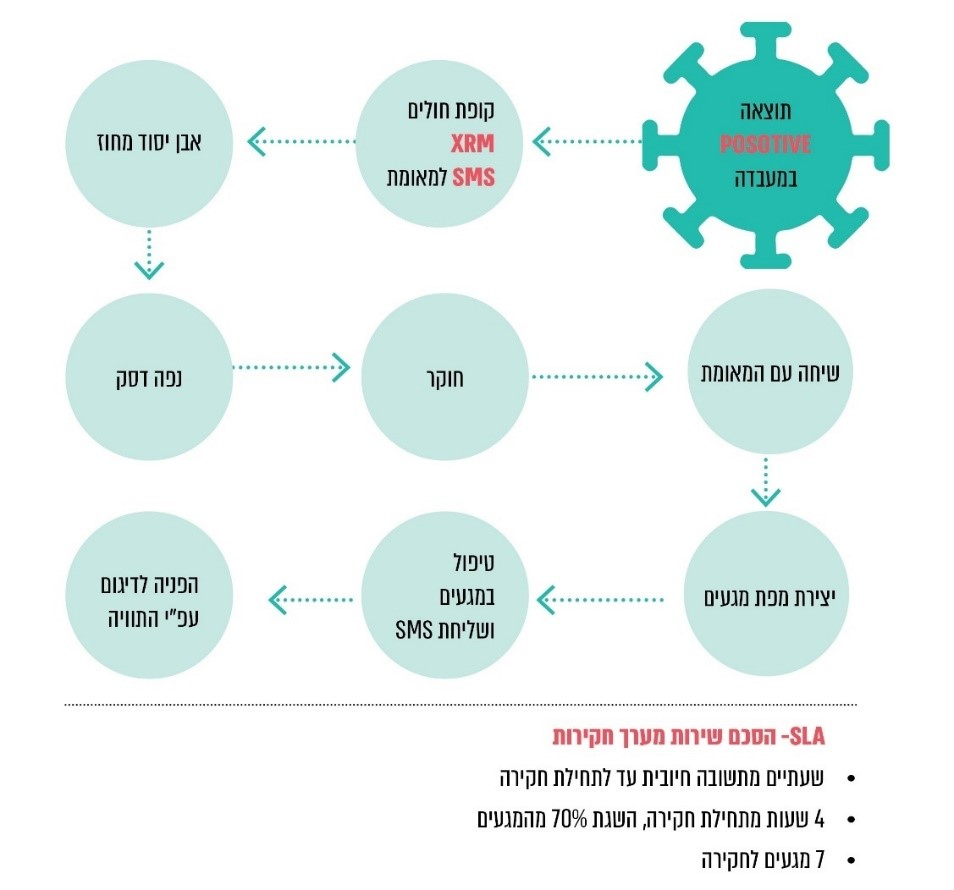 תוצאה
POSOTIVE
במעבדה
קופת חולים
XRM
SMS למאומת
אבן יסוד מחוז
נפה דסק
חוקר
שיחה עם המאומת
יצירת מפת מגעים
טיפול
במגעים
ושליחת SMS
הפניה לדיגום
עפ"י התוויה
SLA- הסכם שירות מערך חקירות
• שעתיים מתשובה חיובית עד לתחילת חקירה
• 4 שעות מתחילת חקירה, השגת 70% מהמגעים
• 7 מגעים לחקירה